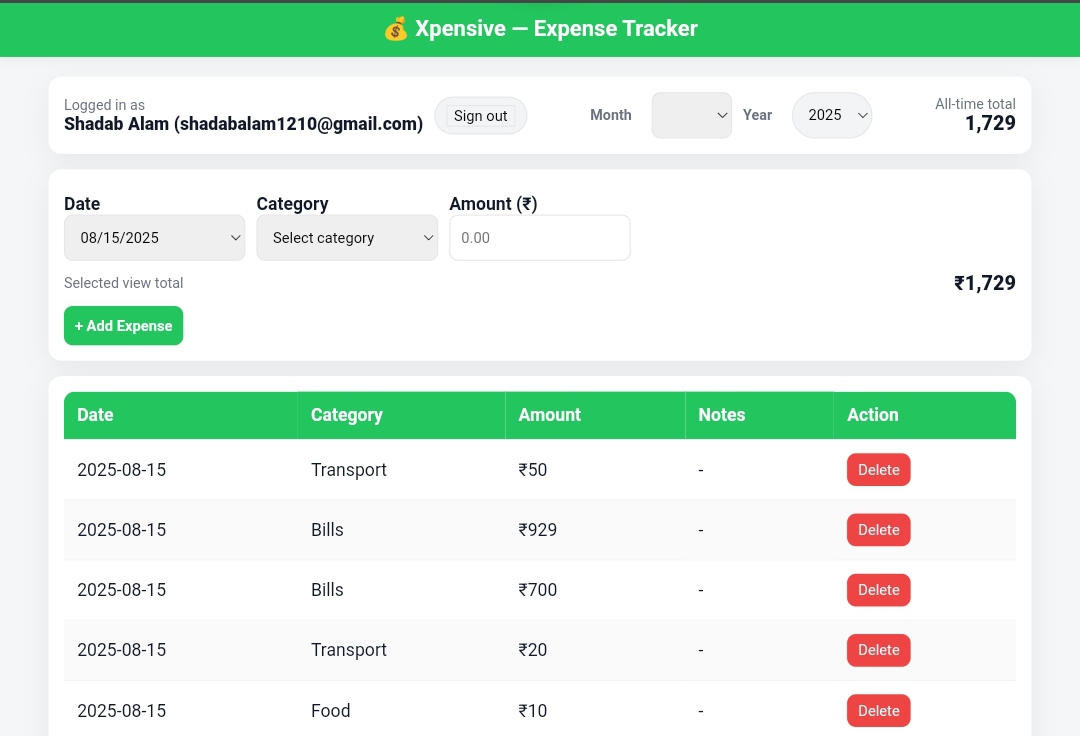 💰 Xpensive — Expense Tracker
Logged in as
Shadab Alam (shadabalam1210@gmail.com)
Sign out
Month
Year
2025
All-time total
1,729
Date
Category
Amount (₹)
08/15/2025
Select category
0.00
Selected view total
₹1,729
+ Add Expense
Date Category Amount Notes Action
2025-08-15 Transport ₹50 - Delete
2025-08-15 Bills ₹929 - Delete
2025-08-15 Bills ₹700 - Delete
2025-08-15 Transport ₹20 - Delete
2025-08-15 Food ₹10 - Delete